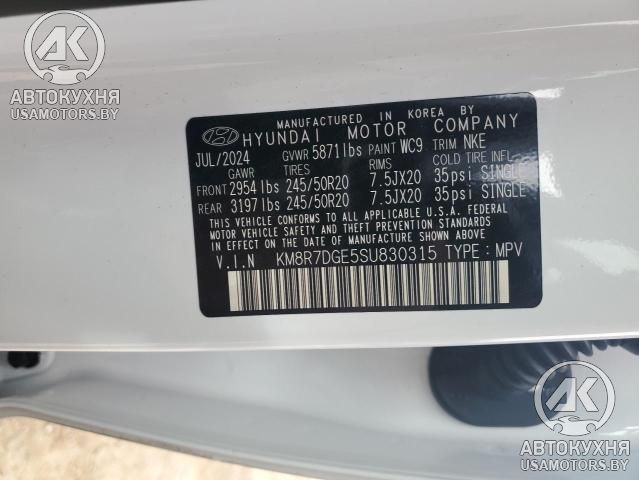 АВТОКУХНЯ
USAMOTORS.BY
MANUFACTURED IN KOREA BY
HYUNDAI MOTOR COMPANY
JUL/2024 GVWR 5871lbs PAINT WC9 TRIM NKE
GAWR TIRES RIMS COLD TIRE INFL
FRONT 2954lbs 245/50R20 7.5JX20 35psi SINGLE
REAR 3197lbs 245/50R20 7.5JX20 35psi SINGLE
THIS VEHICLE CONFORMS TO ALL APPLICABLE U.S.A. FEDERAL
MOTOR VEHICLE SAFETY AND THEFT PREVENTION STANDARDS
IN EFFECT ON THE DATE OF MANUFACTURE SHOWN ABOVE
V.I.N KM8R7DGE5SU830315 TYPE : MPV
АВТОКУХНЯ
USAMOTORS.BY